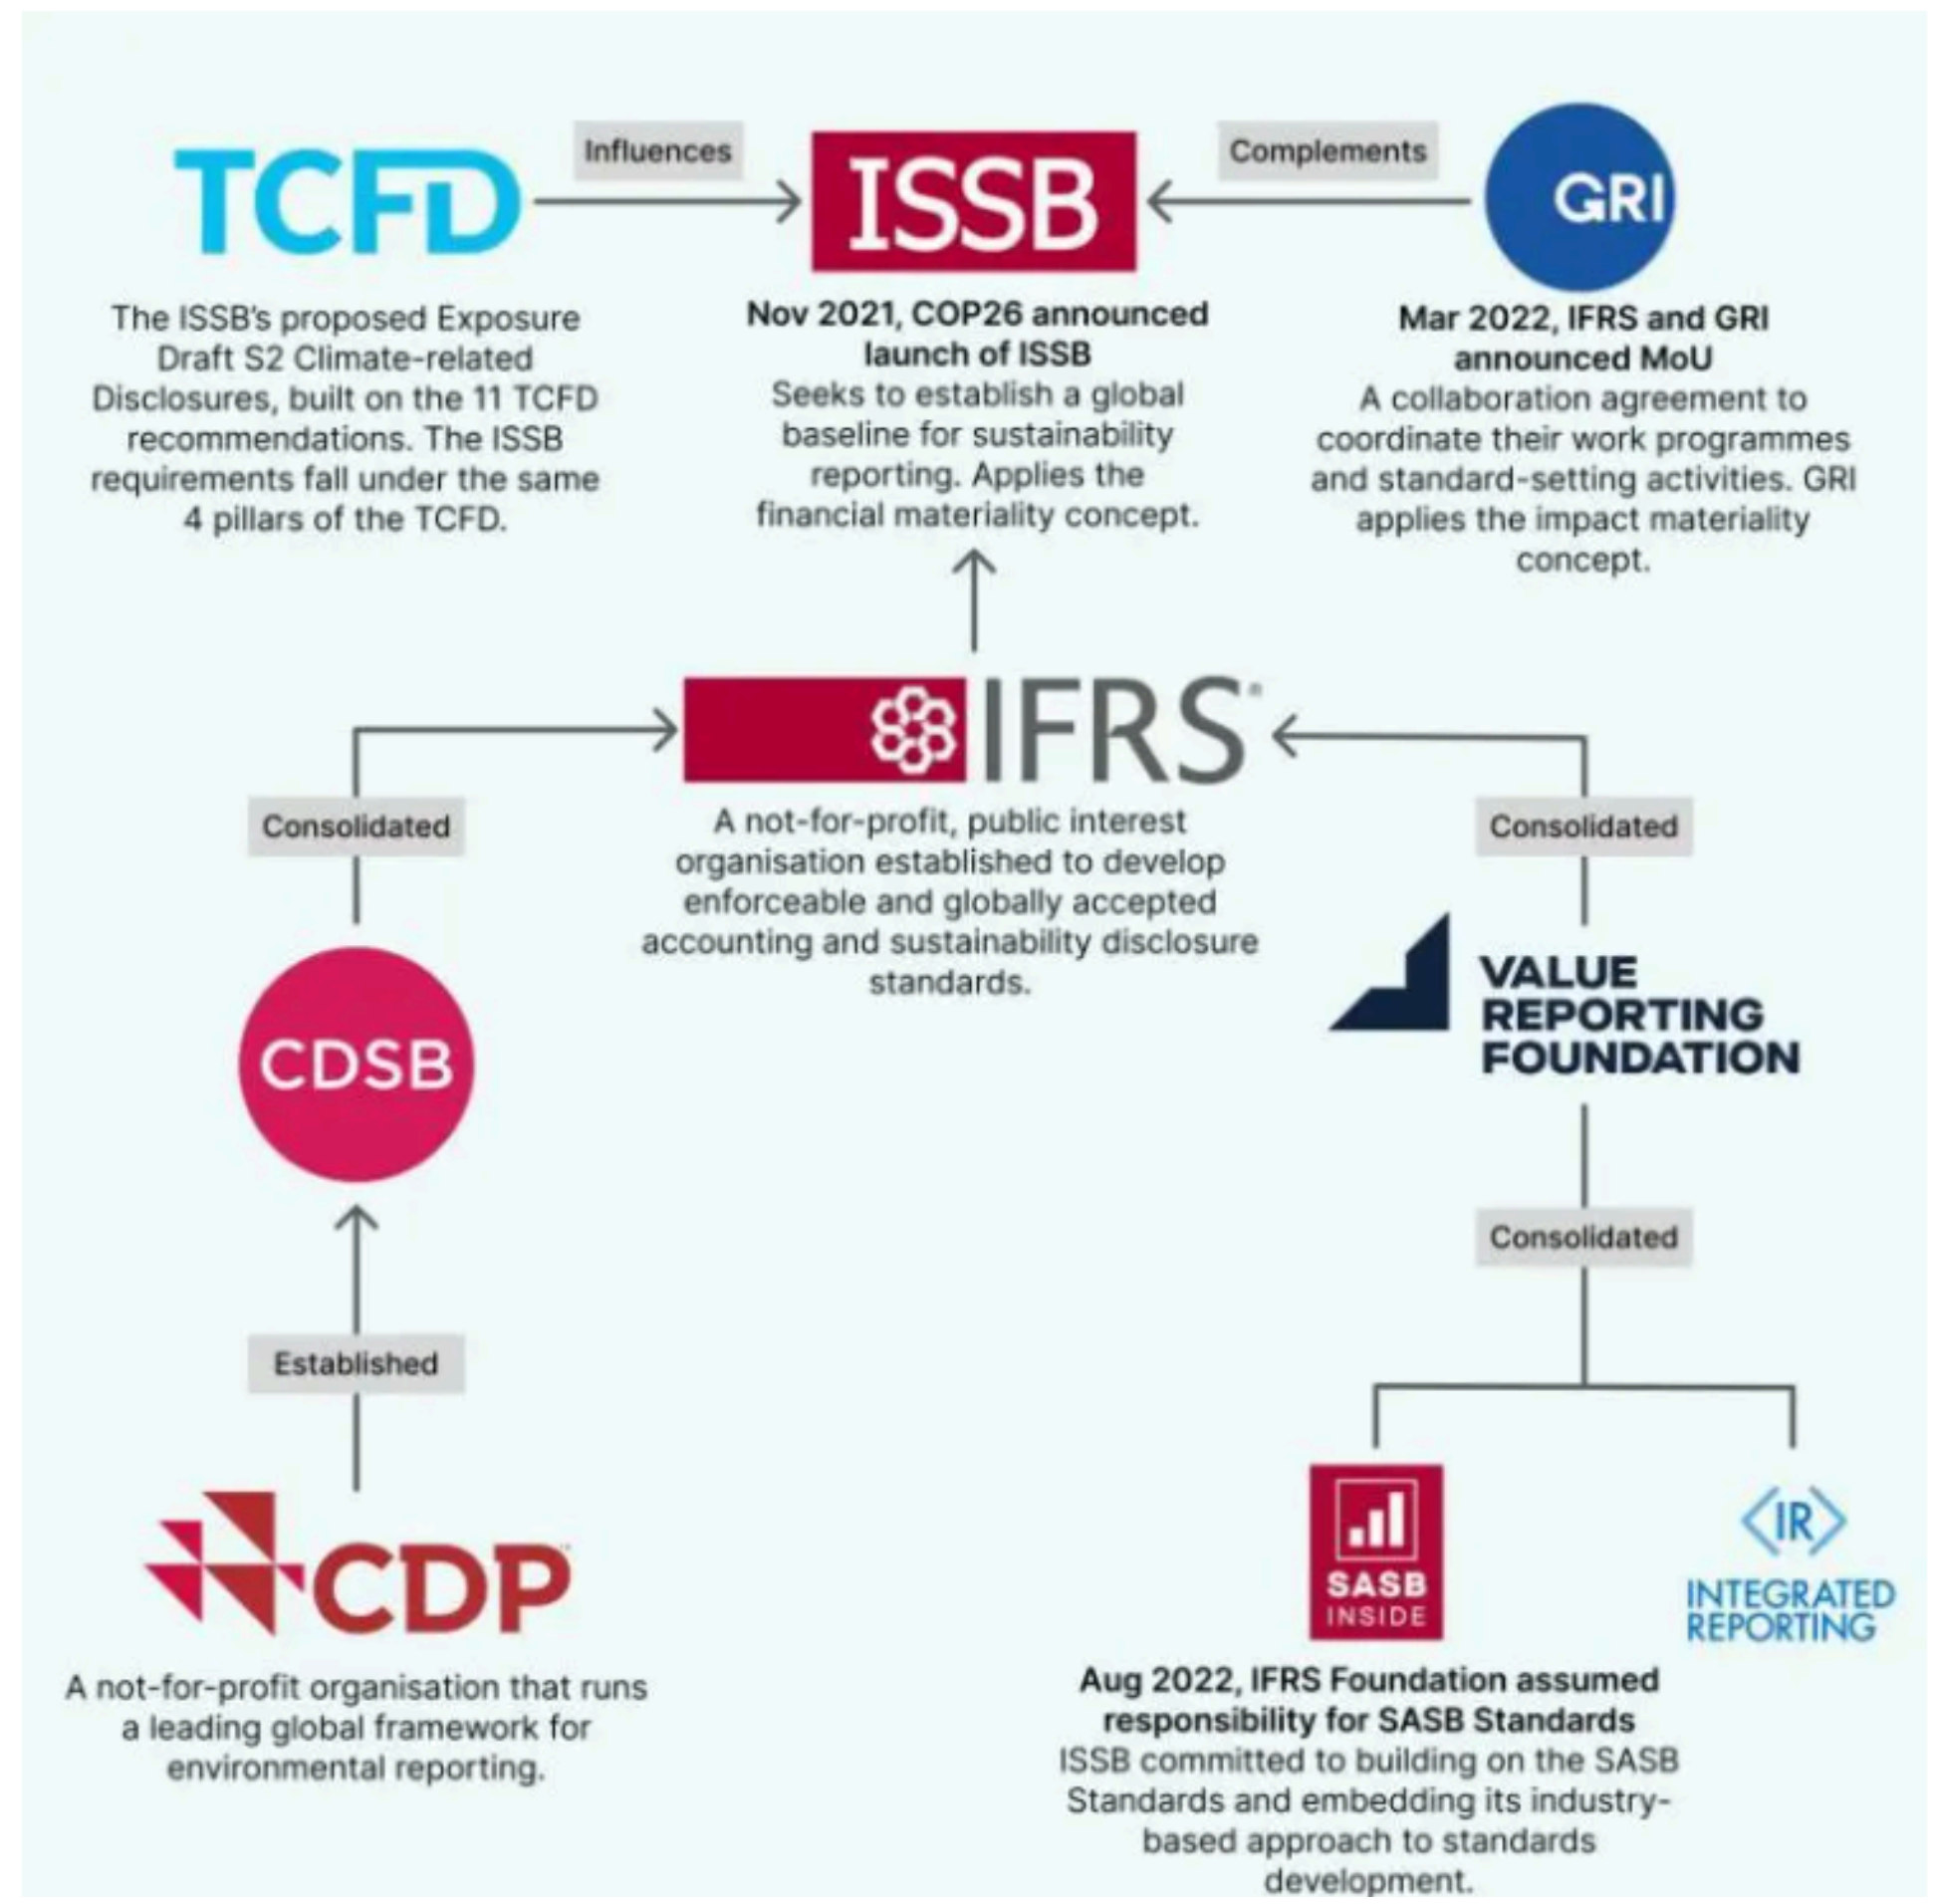 TCFD
Influences
ISSB
Complements
GRI
The ISSB's proposed Exposure
Draft S2 Climate-related
Disclosures, built on the 11 TCFD
recommendations. The ISSB
requirements fall under the same
4 pillars of the TCFD.
Nov 2021, COP26 announced
launch of ISSB
Seeks to establish a global
baseline for sustainability
reporting. Applies the
financial materiality concept.
Mar 2022, IFRS and GRI
announced MoU
A collaboration agreement to
coordinate their work programmes
and standard-setting activities. GRI
applies the impact materiality
concept.
IFRS®
A not-for-profit, public interest
organisation established to develop
enforceable and globally accepted
accounting and sustainability disclosure
standards.
Consolidated
CDSB
Established
CDP
A not-for-profit organisation that runs
a leading global framework for
environmental reporting.
Consolidated
VALUE
REPORTING
FOUNDATION
Consolidated
SASB
INSIDE
<IR>
INTEGRATED
REPORTING
Aug 2022, IFRS Foundation assumed
responsibility for SASB Standards
ISSB committed to building on the SASB
Standards and embedding its industry-
based approach to standards
development.